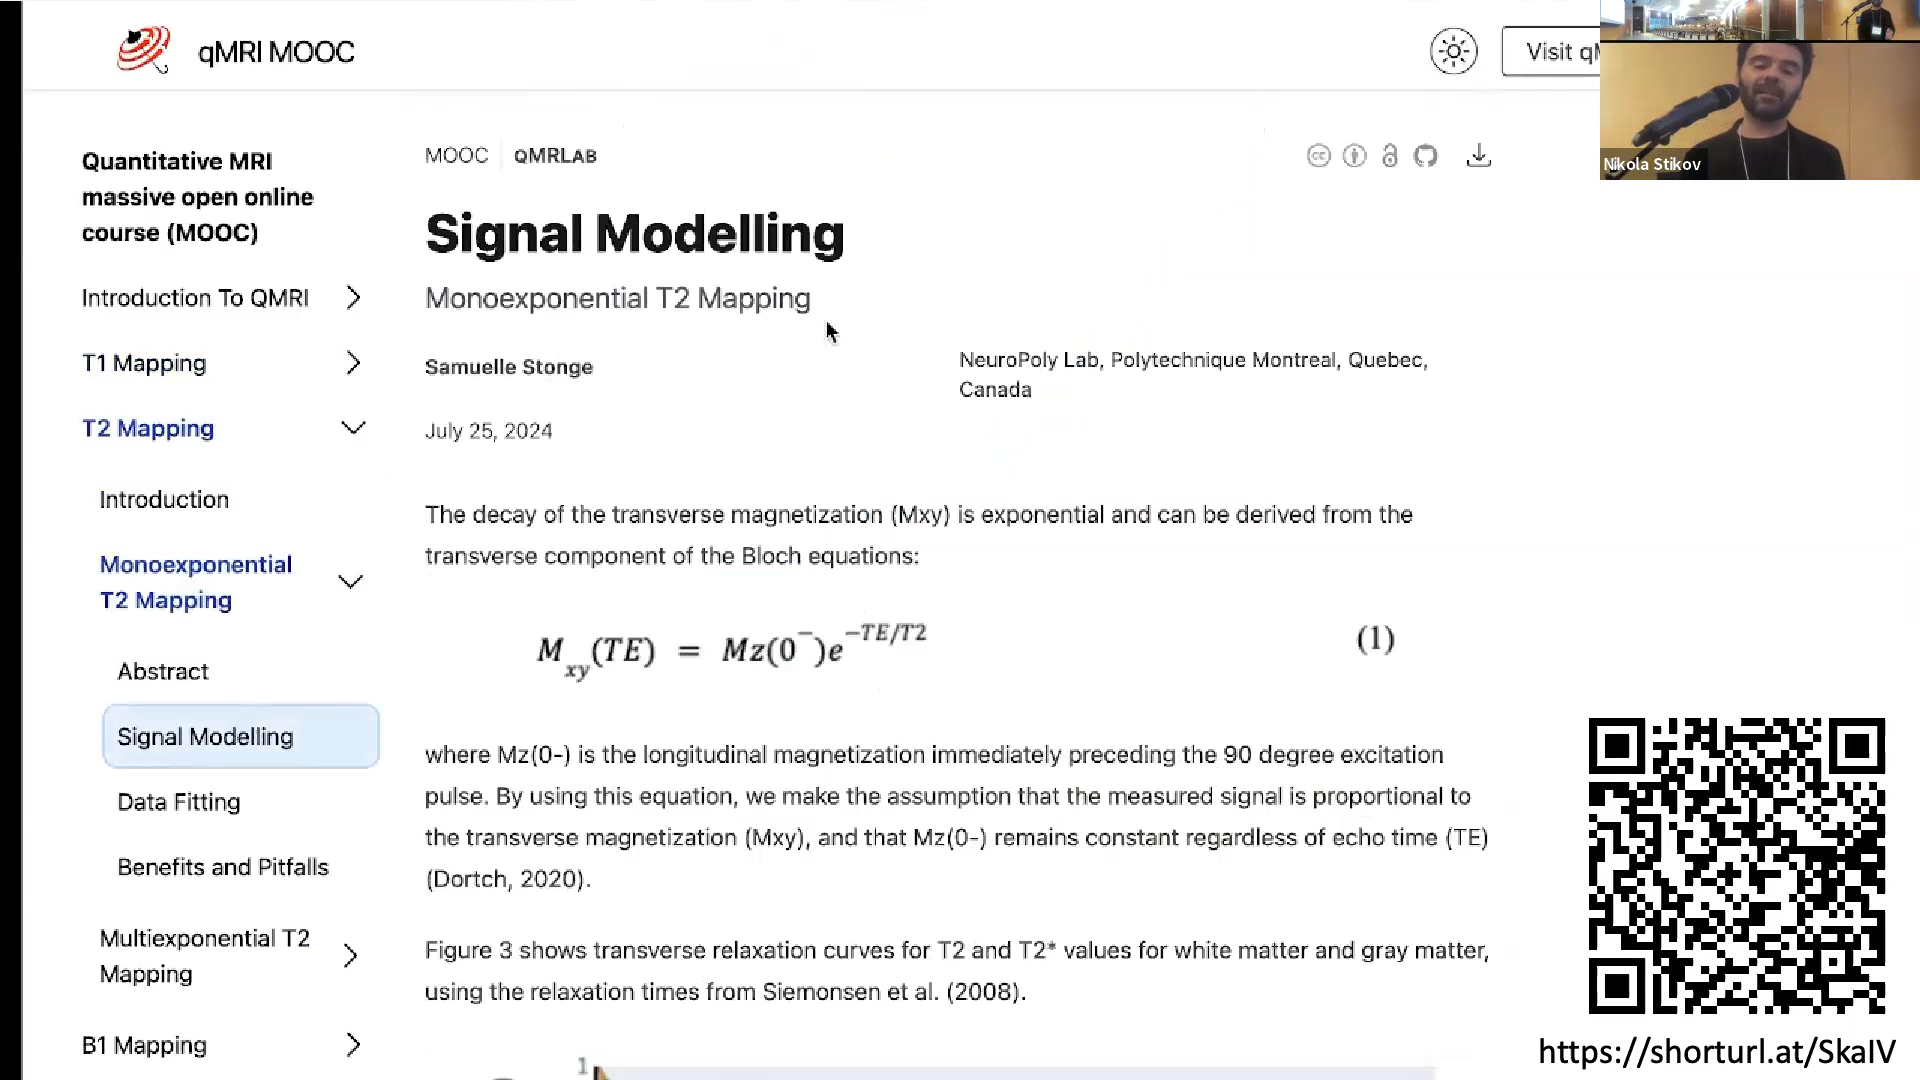 qMRI MOOC
Visit qM
Nikola Stikov
Quantitative MRI
massive open online
course (MOOC)
Introduction To QMRI
T1 Mapping
T2 Mapping
Introduction
Monoexponential
T2 Mapping
Abstract
Signal Modelling
Data Fitting
Benefits and Pitfalls
Multiexponential T2
Mapping
B1 Mapping
MOOC QMRLAB
Signal Modelling
Monoexponential T2 Mapping
Samuelle Stonge
NeuroPoly Lab, Polytechnique Montreal, Quebec,
Canada
July 25, 2024
The decay of the transverse magnetization (Mxy) is exponential and can be derived from the
transverse component of the Bloch equations:
M_xy(TE) = Mz(0⁻)e^−TE/T2 (1)
where Mz(0-) is the longitudinal magnetization immediately preceding the 90 degree excitation
pulse. By using this equation, we make the assumption that the measured signal is proportional to
the transverse magnetization (Mxy), and that Mz(0-) remains constant regardless of echo time (TE)
(Dortch, 2020).
Figure 3 shows transverse relaxation curves for T2 and T2* values for white matter and gray matter,
using the relaxation times from Siemonsen et al. (2008).
1
https://shorturl.at/SkaIV